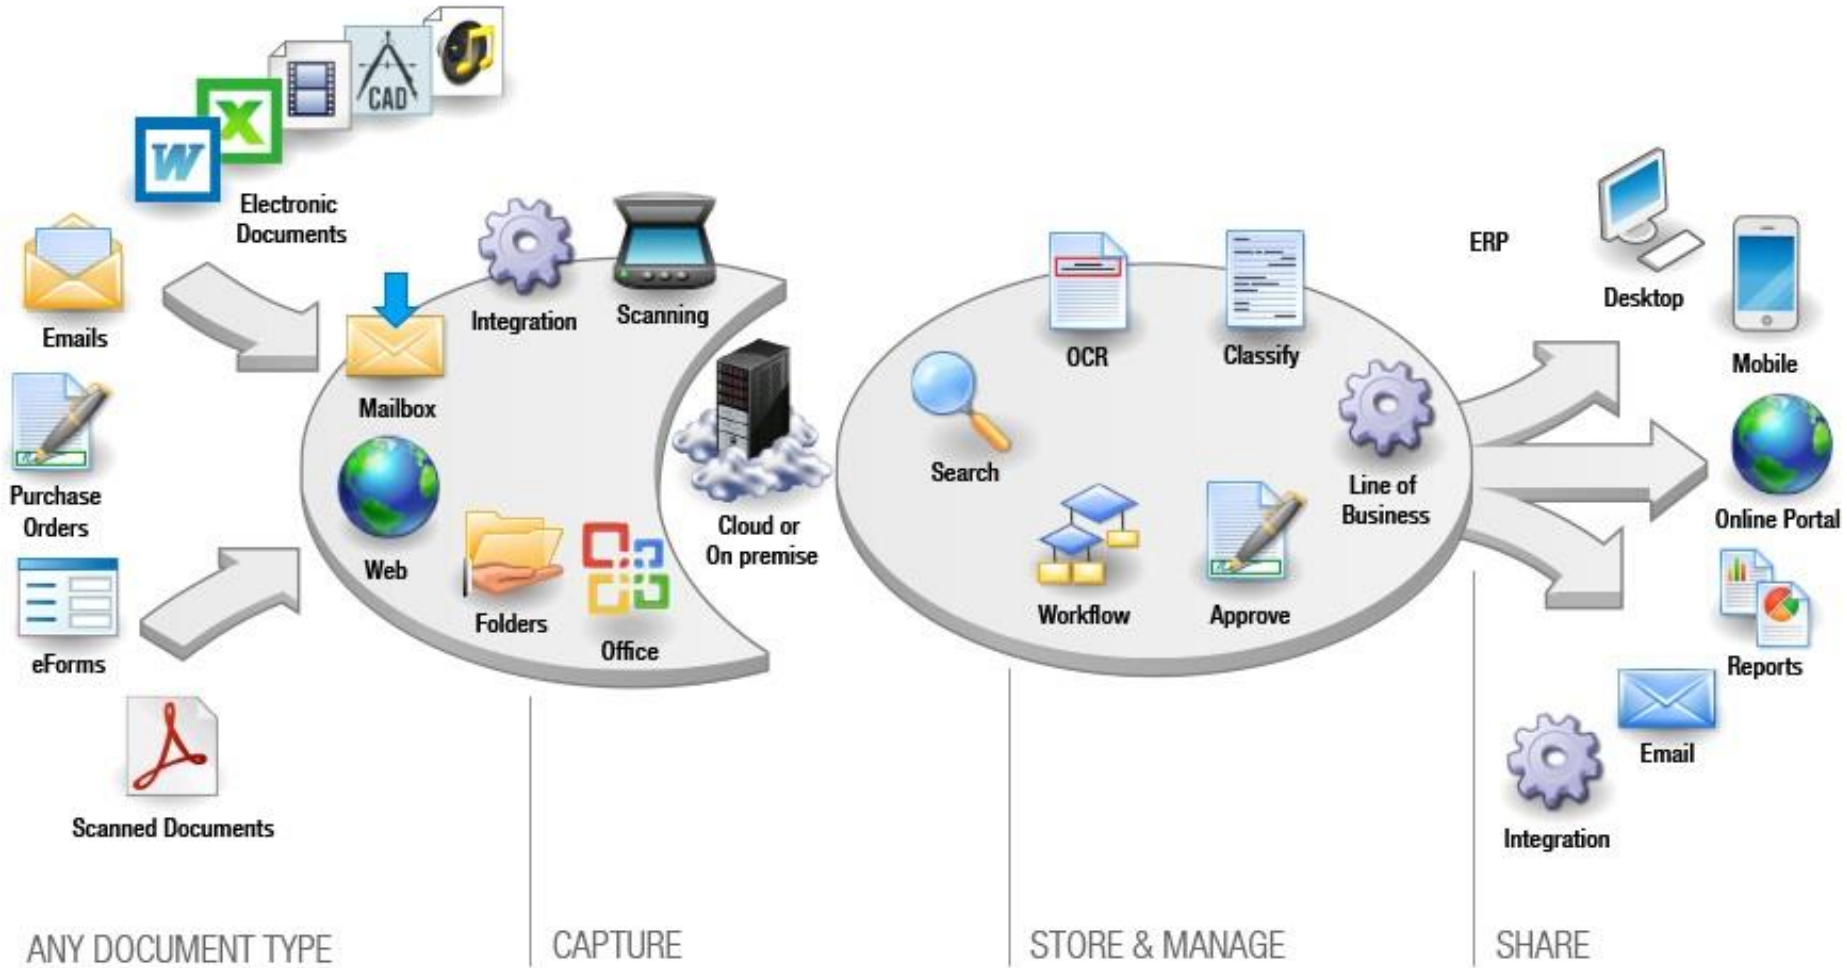 CAD
W
X
Electronic
Documents
Emails
Purchase
Orders
eForms
Scanned Documents
Integration
Scanning
Mailbox
Web
Folders
Office
Cloud or
On premise
OCR
Classify
Search
Line of
Business
Workflow
Approve
ERP
Desktop
Mobile
Online Portal
Reports
Email
Integration
ANY DOCUMENT TYPE
CAPTURE
STORE & MANAGE
SHARE